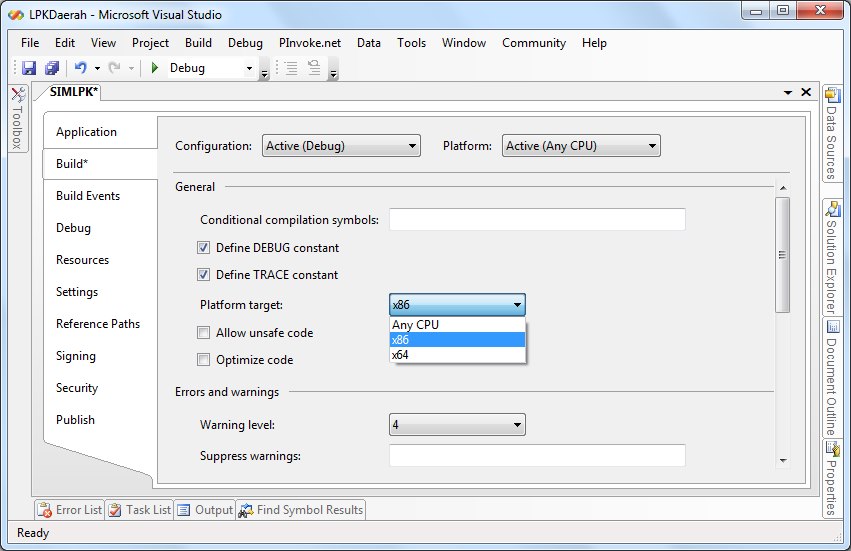 LPKDaerah - Microsoft Visual Studio
File Edit View Project Build Debug PInvoke.net Data Tools Window Community Help
Debug
SIMLPK*
Toolbox
Application
Build*
Build Events
Debug
Resources
Settings
Reference Paths
Signing
Security
Publish
Configuration: Active (Debug) Platform: Active (Any CPU)
General
Conditional compilation symbols:
Define DEBUG constant
Define TRACE constant
Platform target: x86
Any CPU
x86
x64
Allow unsafe code
Optimize code
Errors and warnings
Warning level: 4
Suppress warnings:
Data Sources
Solution Explorer
Document Outline
Properties
Error List Task List Output Find Symbol Results
Ready